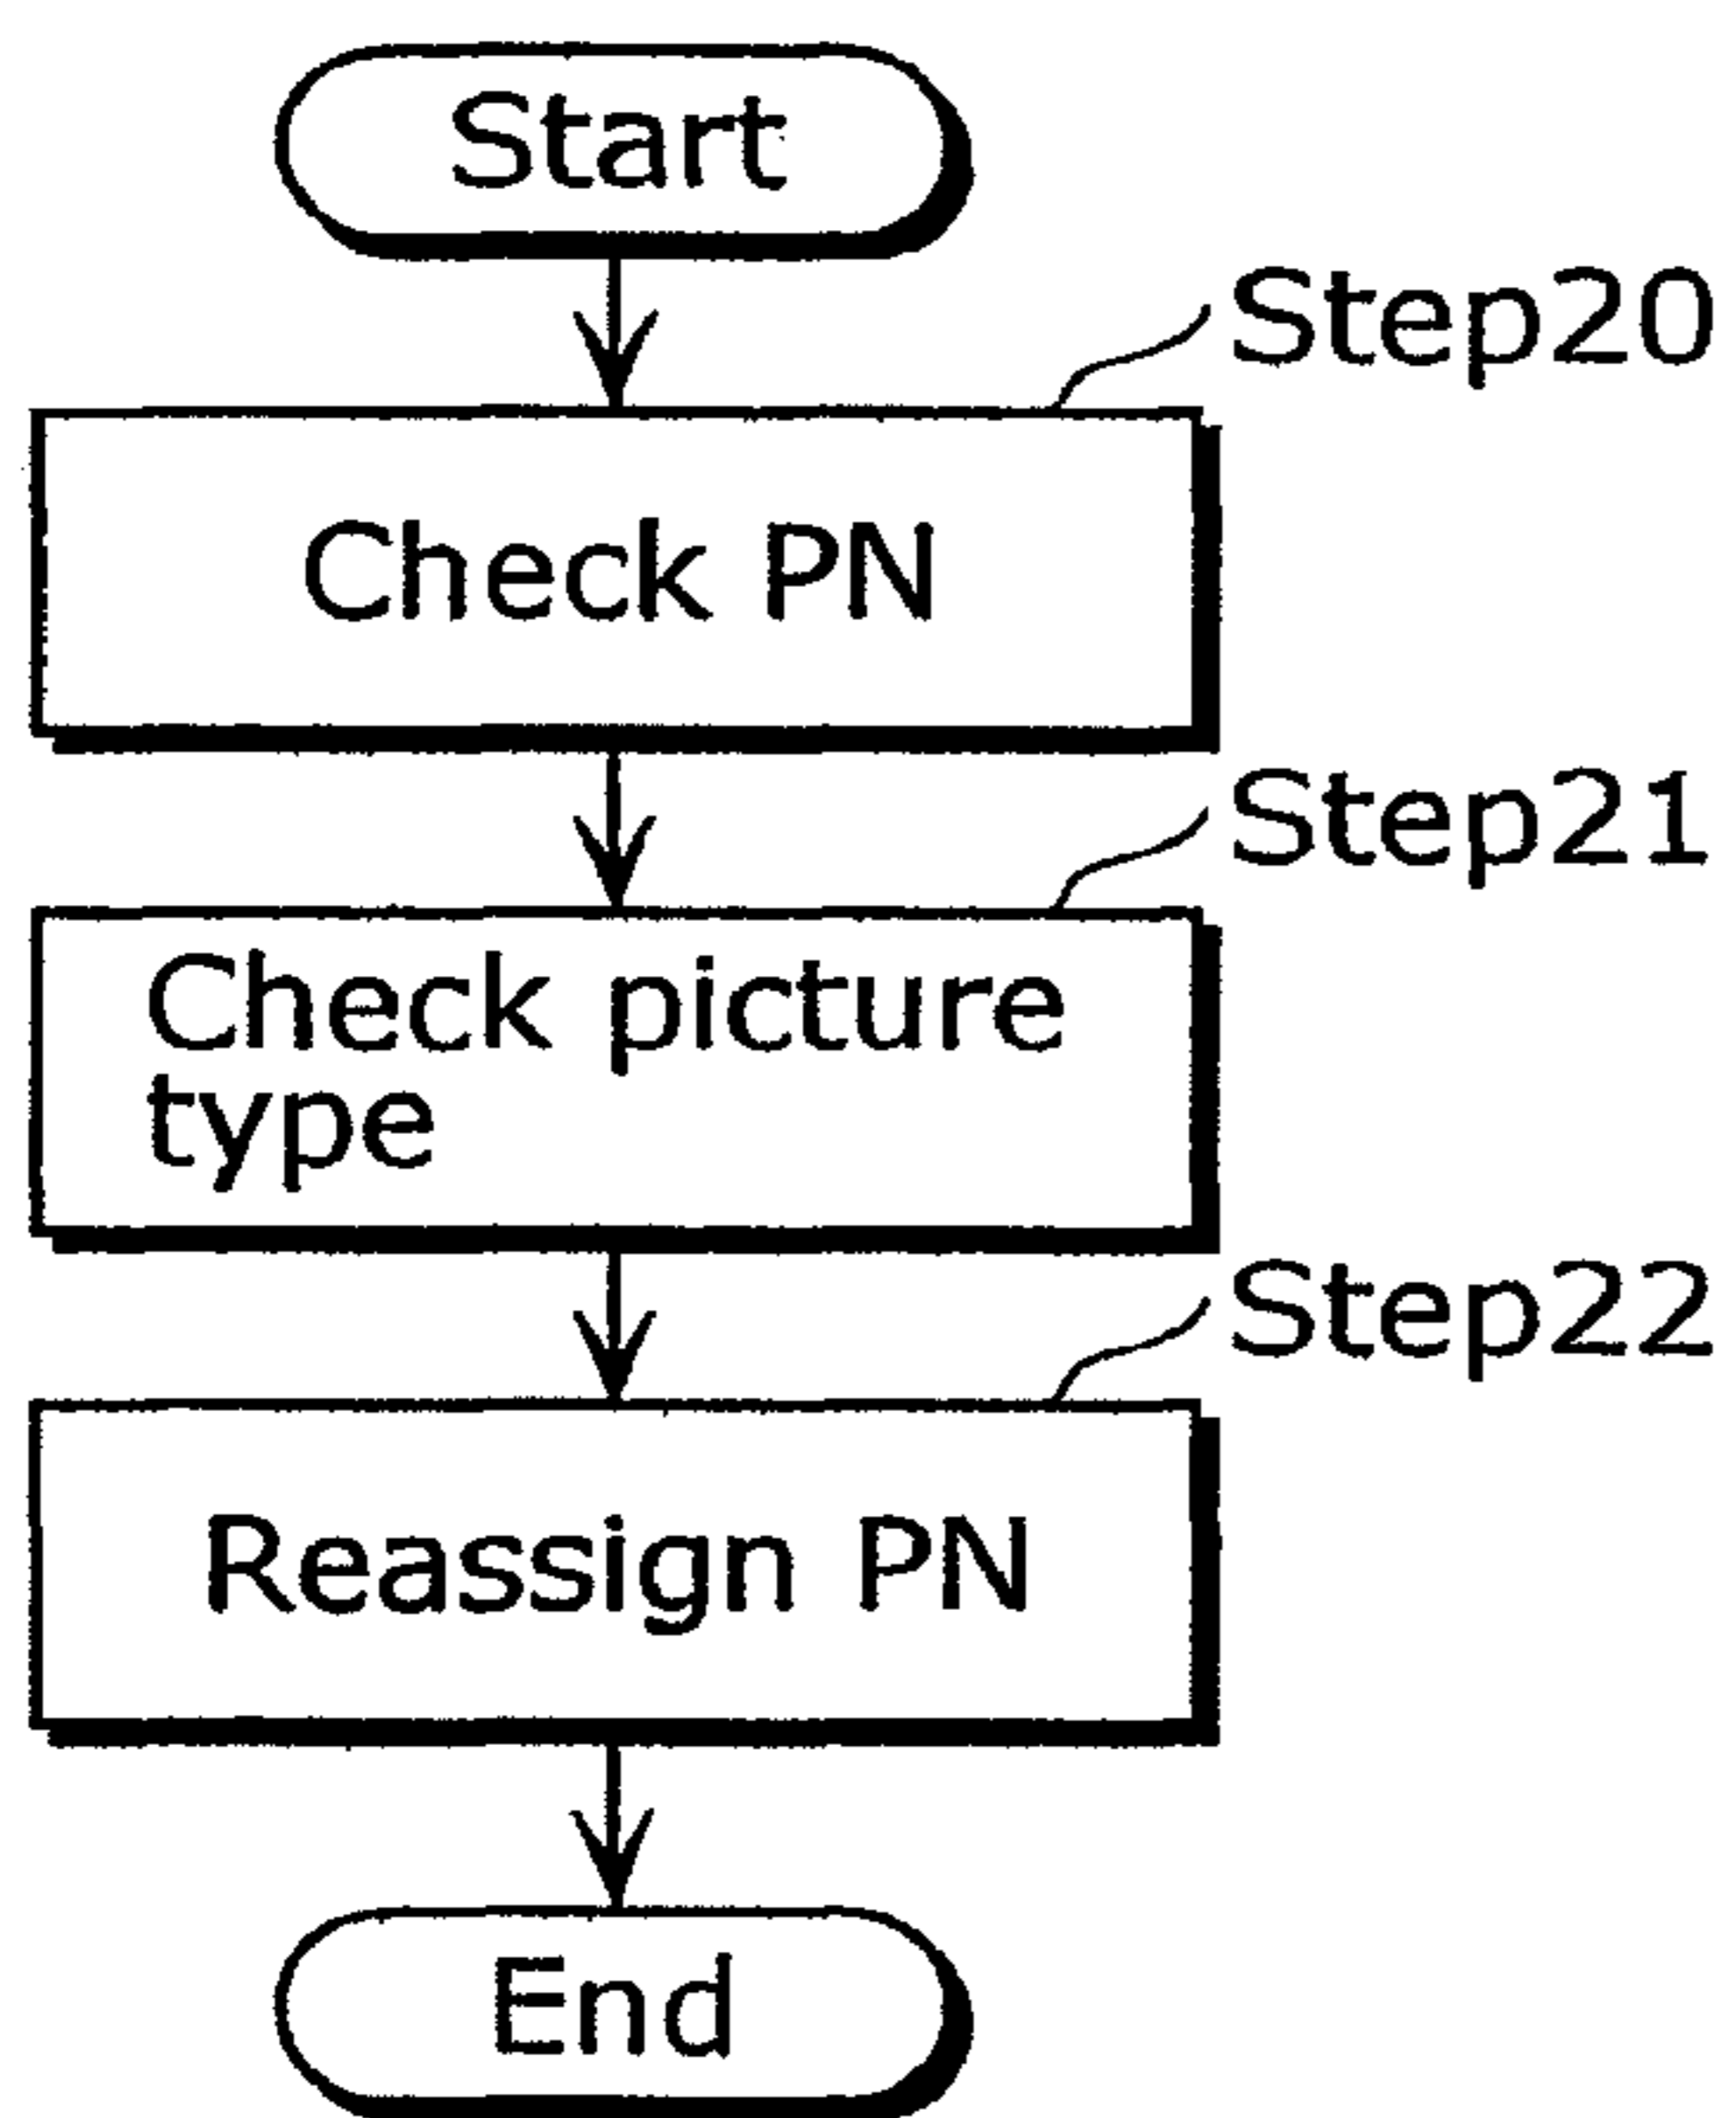 Start
Step20
Check PN
Step21
Check picture
type
Step22
Reassign PN
End